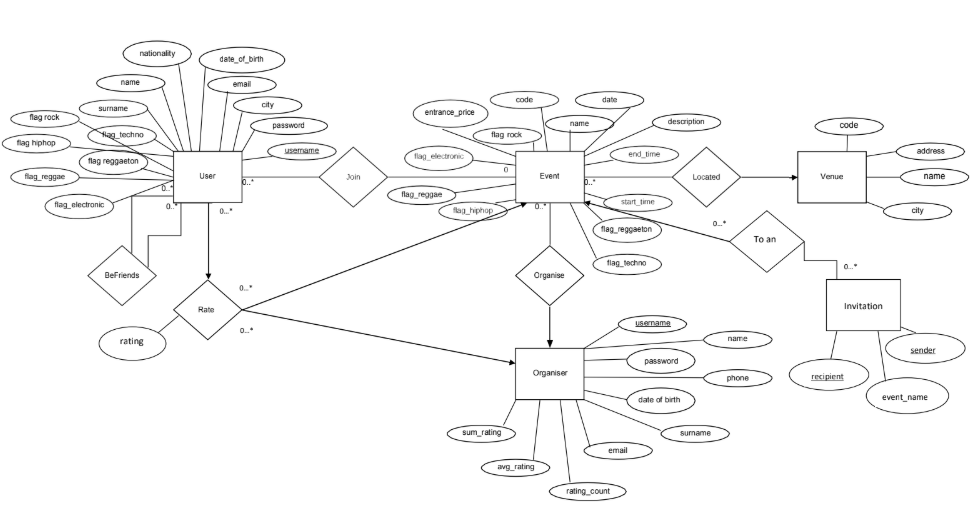 nationality
date_of_birth
name
email
surname
city
flag rock
flag_techno
password
flag hiphop
username
flag reggaeton
flag_reggae
flag_electronic
User
0..*
0..*
0..*
0..*
BeFriends
Join
Rate
rating
0...*
0...*
code
date
entrance_price
name
description
flag rock
flag_electronic
end_time
0
Event
0..*
flag_reggae
start_time
flag_hiphop
0..*
flag_reggaeton
flag_techno
Located
code
address
Venue
name
city
0...*
To an
0...*
Invitation
sender
recipient
event_name
Organise
username
name
password
Organiser
phone
date of birth
sum_rating
surname
email
avg_rating
rating_count